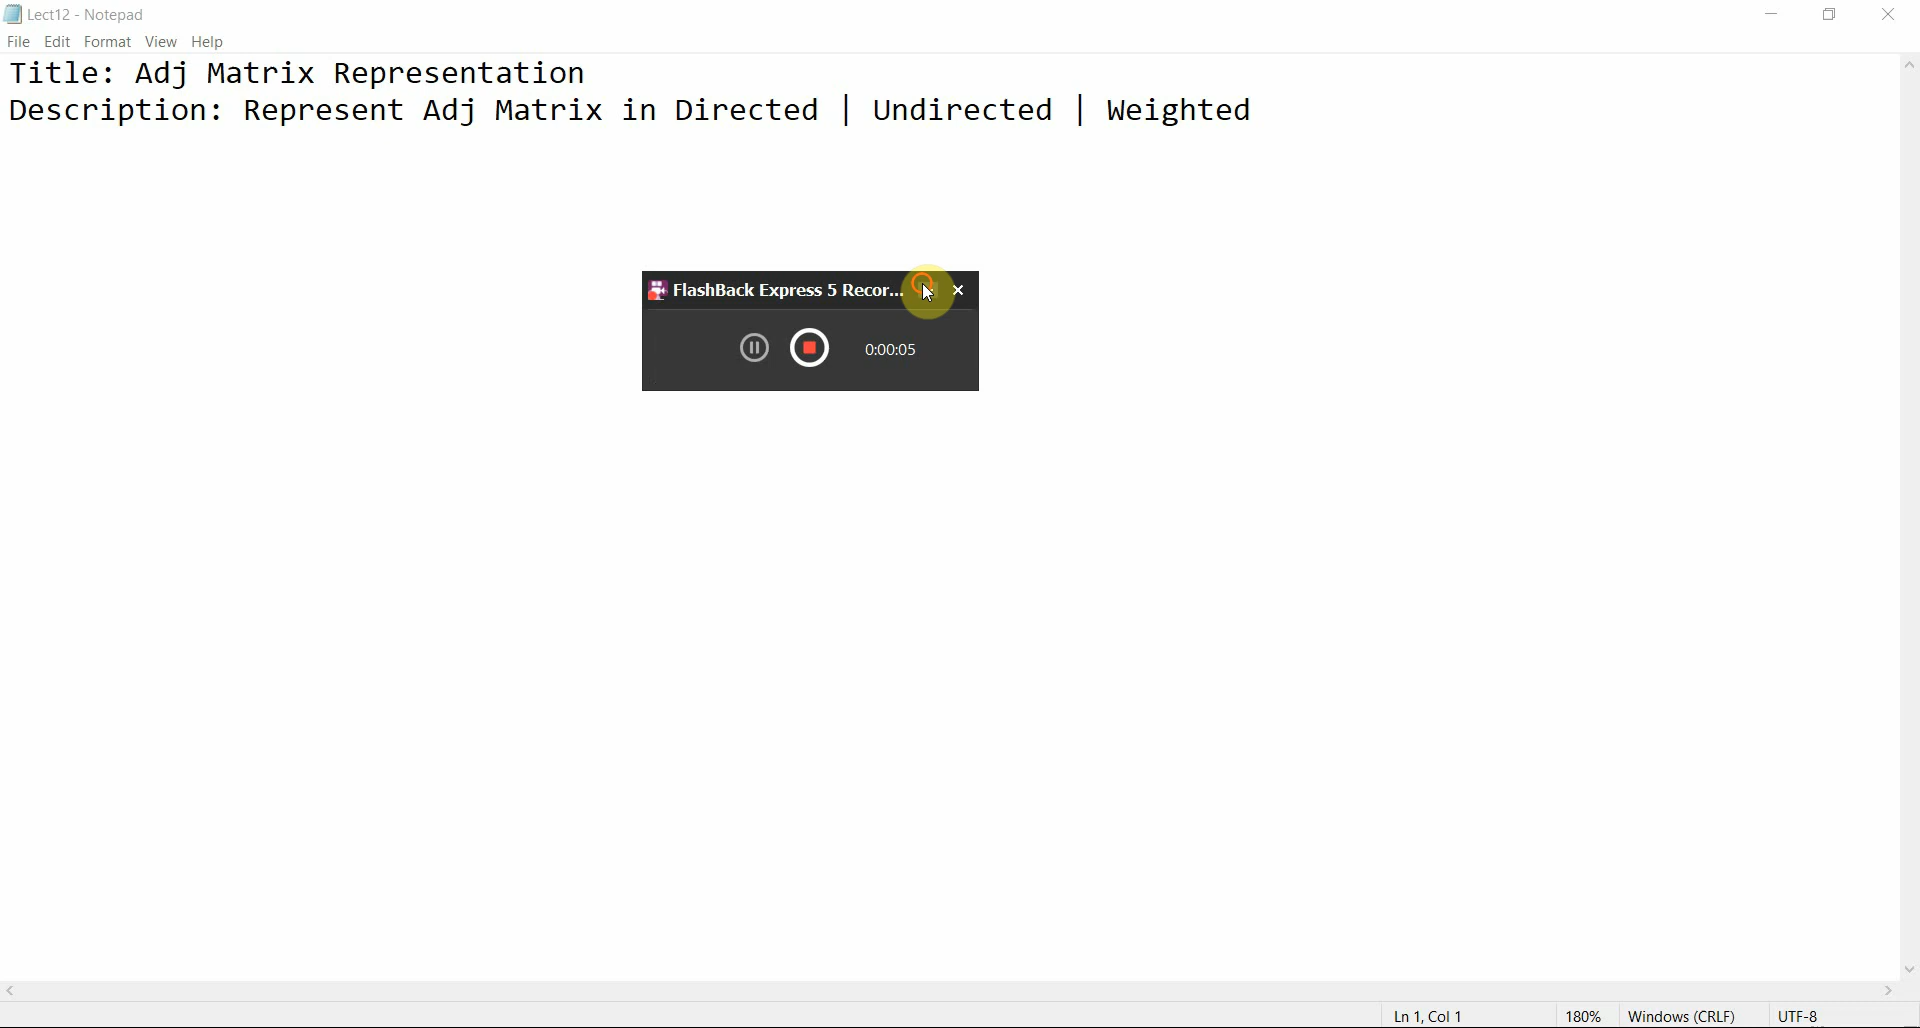 Lect12 - Notepad
File Edit Format View Help
Title: Adj Matrix Representation
Description: Represent Adj Matrix in Directed | Undirected | Weighted
FlashBack Express 5 Recor...
0:00:05
Ln 1, Col 1 180% Windows (CRLF) UTF-8